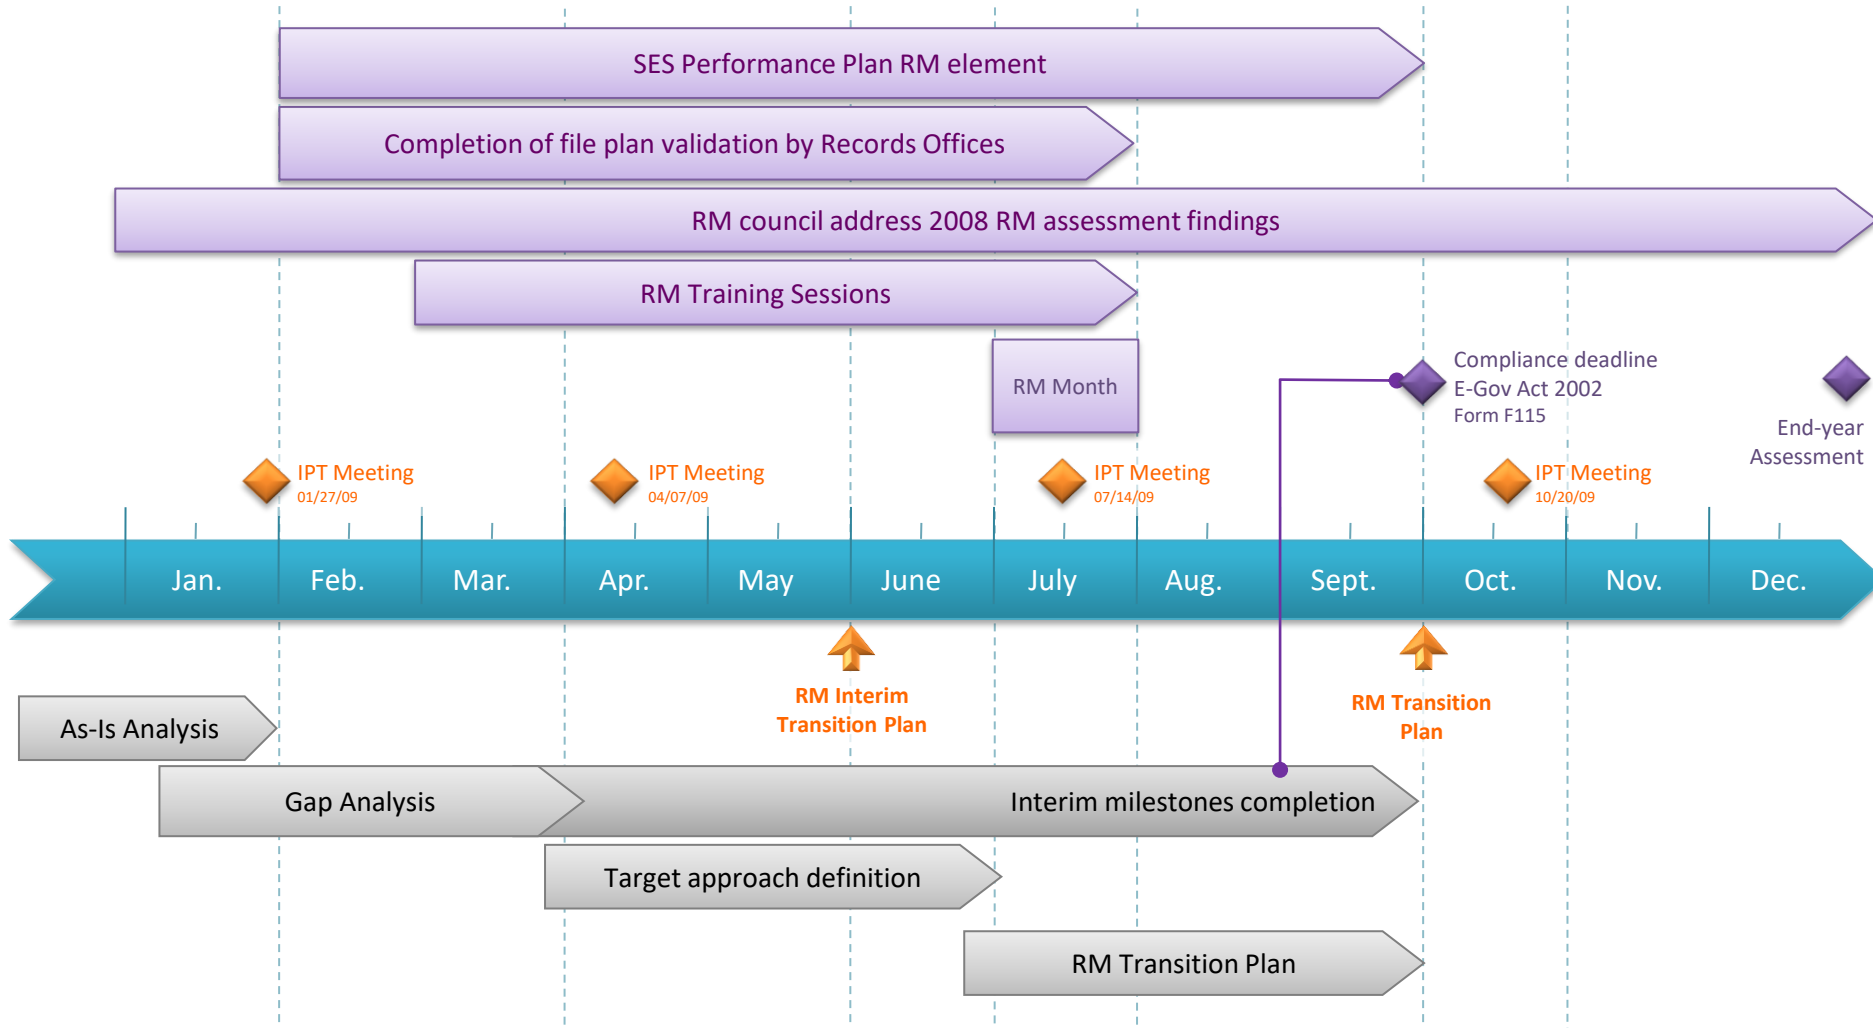 SES Performance Plan RM element
Completion of file plan validation by Records Offices
RM council address 2008 RM assessment findings
RM Training Sessions
RM Month
Compliance deadline
E-Gov Act 2002
Form F115
End-year
Assessment
IPT Meeting
01/27/09
IPT Meeting
04/07/09
IPT Meeting
07/14/09
IPT Meeting
10/20/09
Jan.
Feb.
Mar.
Apr.
May
June
July
Aug.
Sept.
Oct.
Nov.
Dec.
RM Interim
Transition Plan
RM Transition
Plan
As-Is Analysis
Gap Analysis
Interim milestones completion
Target approach definition
RM Transition Plan